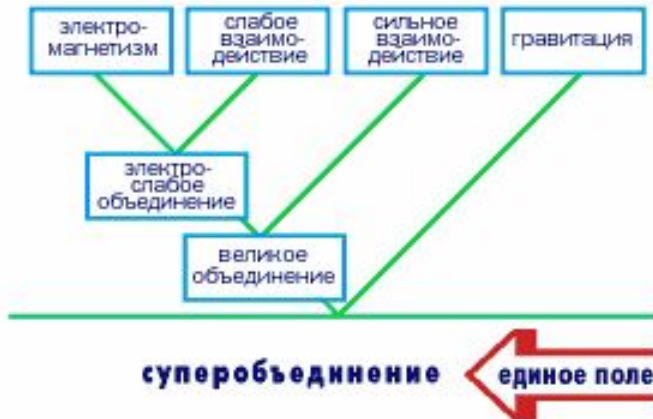 электро-
магнетизм
слабое
взаимо-
действие
сильное
взаимо-
действие
гравитация
электро-
слабое
объединение
великое
объединение
суперобъединение
единое поле